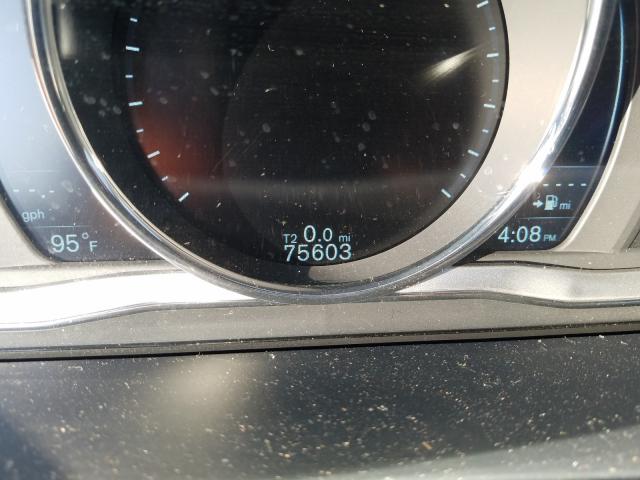 gph
95°F
T2 0.0 mi
75603
---- mi
4:08 PM